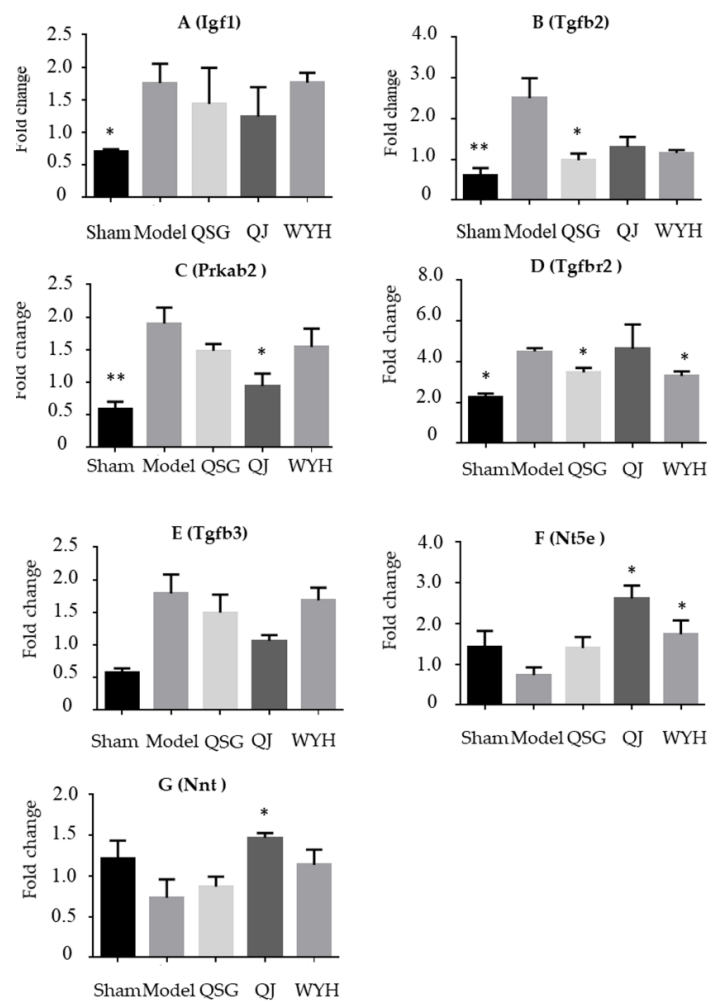 A (Igf1)
Fold change
2.5
2.0
1.5
1.0
0.5
0
*
Sham Model QSG QJ WYH
B (Tgfb2)
Fold change
4.0
3.0
2.0
1.0
0
**
*
Sham Model QSG QJ WYH
C (Prkab2)
Fold change
2.5
2.0
1.5
1.0
0.5
0
**
*
Sham Model QSG QJ WYH
D (Tgfbr2)
Fold change
8.0
6.0
4.0
2.0
0.0
*
*
*
Sham Model QSG QJ WYH
E (Tgfb3)
Fold change
2.5
2.0
1.5
1.0
0.5
0
Sham Model QSG QJ WYH
F (Nt5e )
Fold change
4.0
3.0
2.0
1.0
0.0
*
*
Sham Model QSG QJ WYH
G (Nnt )
Fold change
2.0
1.5
1.0
0.5
0
*
Sham Model QSG QJ WYH